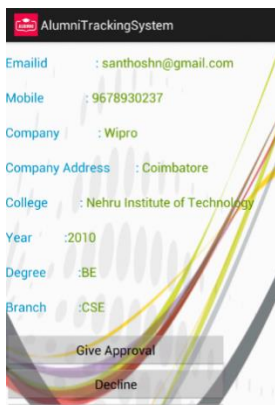 AlumniTrackingSystem
Emailid : santhoshn@gmail.com
Mobile : 9678930237
Company : Wipro
Company Address : Coimbatore
College : Nehru Institute of Technology
Year :2010
Degree :BE
Branch :CSE
Give Approval
Decline